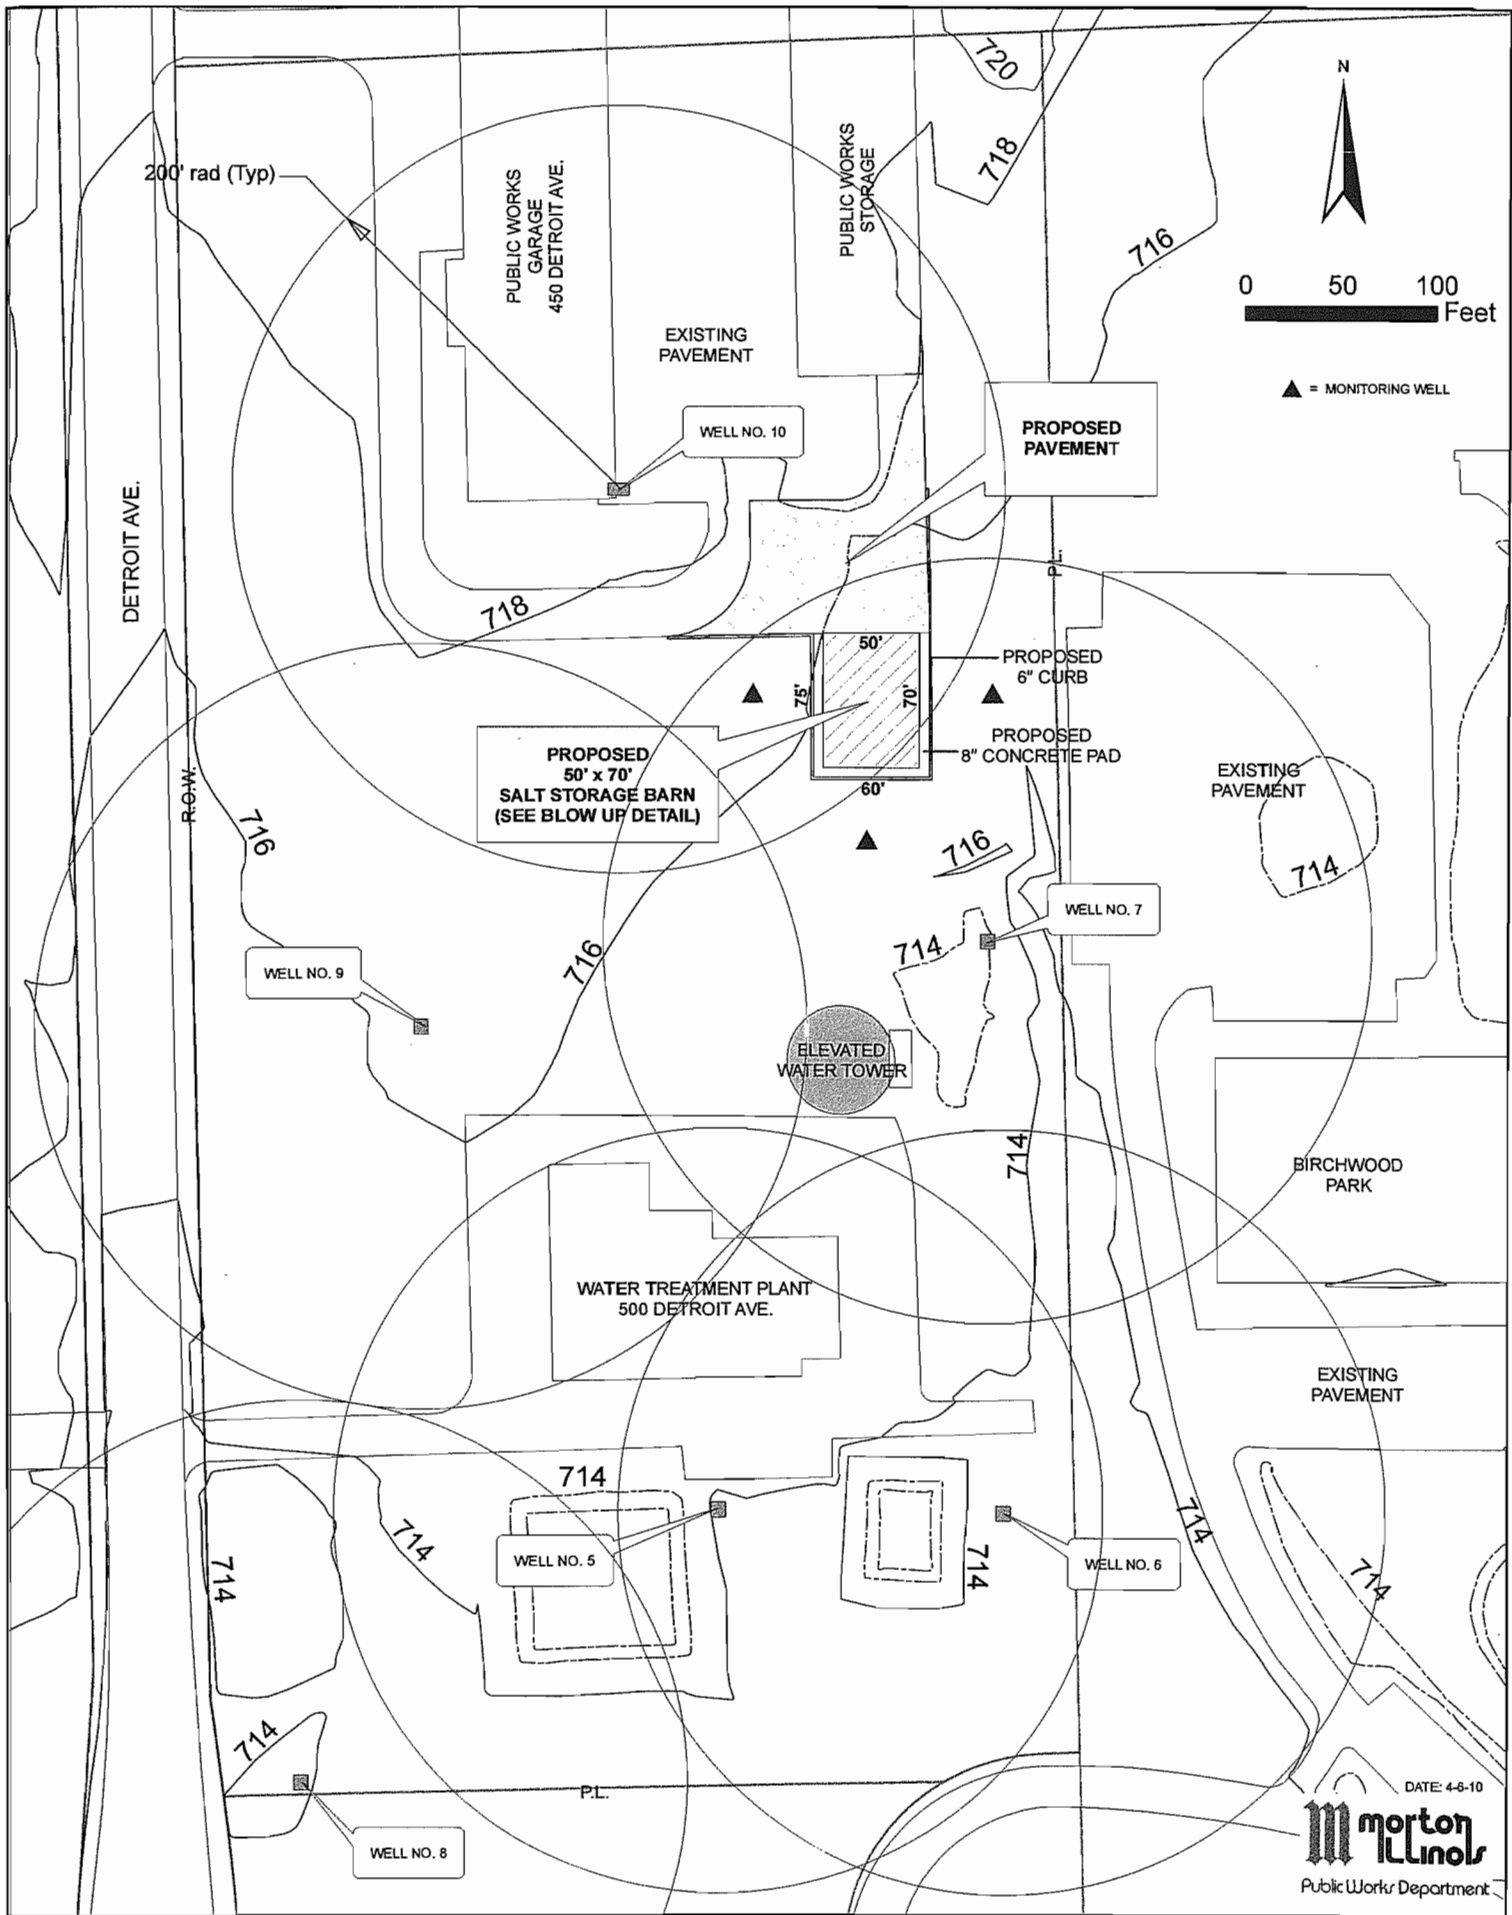 720
N
718
200' rad (Typ)
PUBLIC WORKS
GARAGE
450 DETROIT AVE.
PUBLIC WORKS
STORAGE
716
0 50 100
Feet
EXISTING
PAVEMENT
▲ = MONITORING WELL
WELL NO. 10
PROPOSED
PAVEMENT
DETROIT AVE.
P.L.
718
50'
PROPOSED
6" CURB
75'
70'
PROPOSED
8" CONCRETE PAD
PROPOSED
50' x 70'
SALT STORAGE BARN
(SEE BLOW UP DETAIL)
60'
R.O.W.
716
EXISTING
PAVEMENT
716
714
WELL NO. 7
714
716
WELL NO. 9
ELEVATED
WATER TOWER
714
BIRCHWOOD
PARK
WATER TREATMENT PLANT
500 DETROIT AVE.
EXISTING
PAVEMENT
714
714
714
WELL NO. 5
714
WELL NO. 6
714
714
714
P.L.
WELL NO. 8
DATE: 4-6-10
m morton
ILLinois
Public Works Department